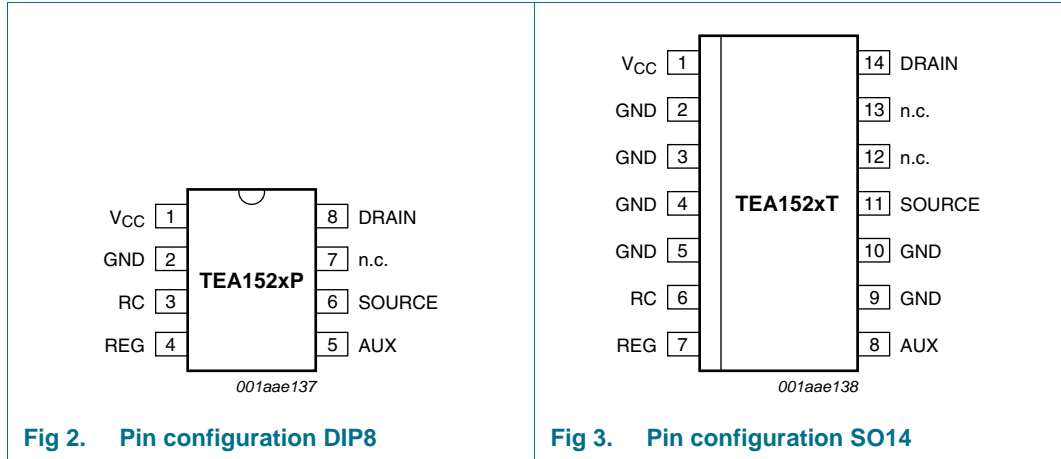 V_CC 1
GND 2
RC 3
REG 4
TEA152xP
8 DRAIN
7 n.c.
6 SOURCE
5 AUX
001aae137
Fig 2. Pin configuration DIP8
V_CC 1
GND 2
GND 3
GND 4
GND 5
RC 6
REG 7
TEA152xT
14 DRAIN
13 n.c.
12 n.c.
11 SOURCE
10 GND
9 GND
8 AUX
001aae138
Fig 3. Pin configuration SO14